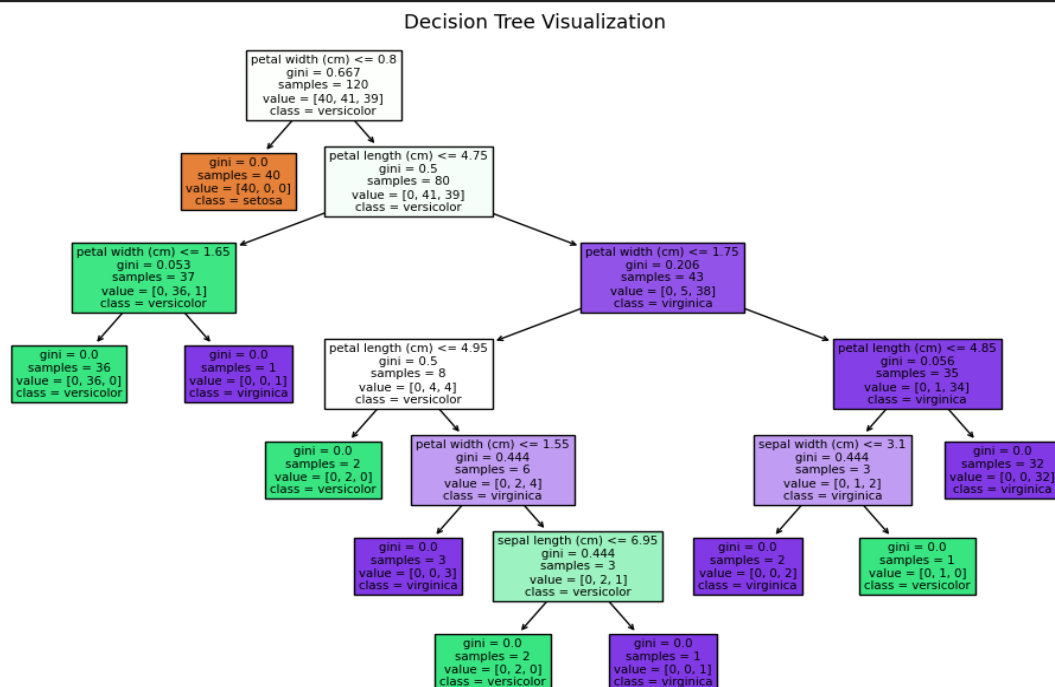 Decision Tree Visualization
petal width (cm) <= 0.8
gini = 0.667
samples = 120
value = [40, 41, 39]
class = versicolor
gini = 0.0
samples = 40
value = [40, 0, 0]
class = setosa
petal length (cm) <= 4.75
gini = 0.5
samples = 80
value = [0, 41, 39]
class = versicolor
petal width (cm) <= 1.65
gini = 0.053
samples = 37
value = [0, 36, 1]
class = versicolor
petal width (cm) <= 1.75
gini = 0.206
samples = 43
value = [0, 5, 38]
class = virginica
gini = 0.0
samples = 36
value = [0, 36, 0]
class = versicolor
gini = 0.0
samples = 1
value = [0, 0, 1]
class = virginica
petal length (cm) <= 4.95
gini = 0.5
samples = 8
value = [0, 4, 4]
class = versicolor
petal length (cm) <= 4.85
gini = 0.056
samples = 35
value = [0, 1, 34]
class = virginica
gini = 0.0
samples = 2
value = [0, 2, 0]
class = versicolor
petal width (cm) <= 1.55
gini = 0.444
samples = 6
value = [0, 2, 4]
class = virginica
sepal width (cm) <= 3.1
gini = 0.444
samples = 3
value = [0, 1, 2]
class = virginica
gini = 0.0
samples = 32
value = [0, 0, 32]
class = virginica
gini = 0.0
samples = 3
value = [0, 0, 3]
class = virginica
sepal length (cm) <= 6.95
gini = 0.444
samples = 3
value = [0, 2, 1]
class = versicolor
gini = 0.0
samples = 2
value = [0, 0, 2]
class = virginica
gini = 0.0
samples = 1
value = [0, 1, 0]
class = versicolor
gini = 0.0
samples = 2
value = [0, 2, 0]
class = versicolor
gini = 0.0
samples = 1
value = [0, 0, 1]
class = virginica